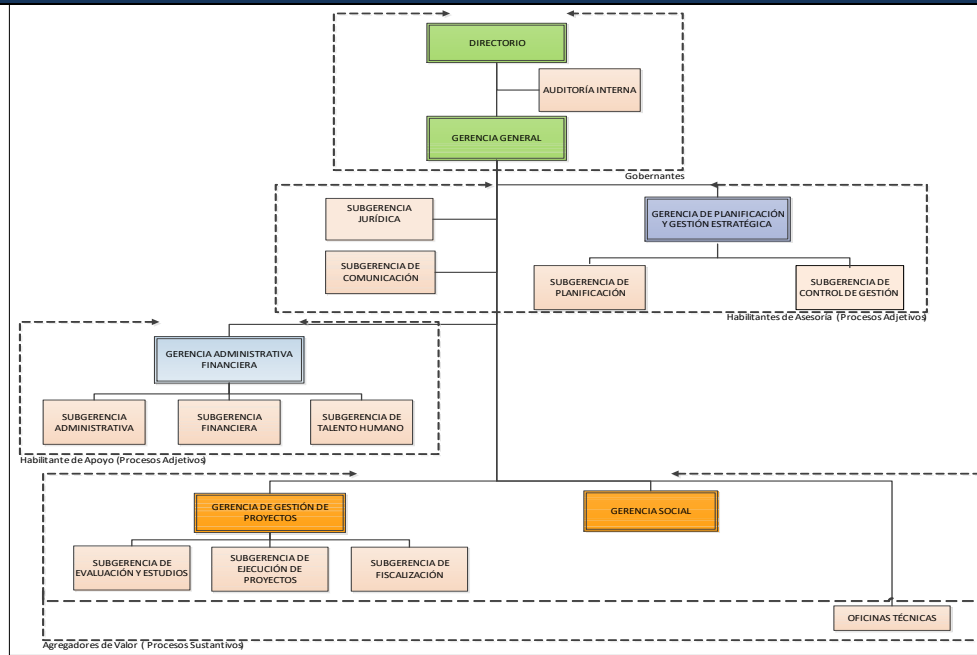 DIRECTORIO
AUDITORÍA INTERNA
GERENCIA GENERAL
Gobernantes
SUBGERENCIA
JURÍDICA
GERENCIA DE PLANIFICACIÓN
Y GESTIÓN ESTRATÉGICA
SUBGERENCIA DE
COMUNICACIÓN
SUBGERENCIA DE
PLANIFICACIÓN
SUBGERENCIA DE
CONTROL DE GESTIÓN
Habilitantes de Asesoría (Procesos Adjetivos)
GERENCIA ADMINISTRATIVA
FINANCIERA
SUBGERENCIA
ADMINISTRATIVA
SUBGERENCIA
FINANCIERA
SUBGERENCIA DE
TALENTO HUMANO
Habilitante de Apoyo (Procesos Adjetivos)
GERENCIA DE GESTIÓN DE
PROYECTOS
GERENCIA SOCIAL
SUBGERENCIA DE
EVALUACIÓN Y ESTUDIOS
SUBGERENCIA DE
EJECUCIÓN DE
PROYECTOS
SUBGERENCIA DE
FISCALIZACIÓN
OFICINAS TÉCNICAS
Agregadores de Valor ( Procesos Sustantivos)